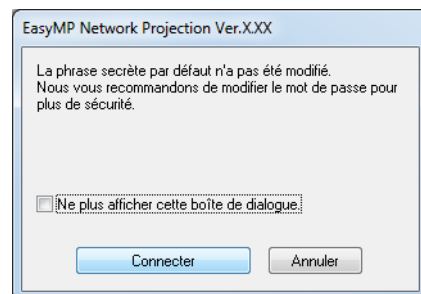 EasyMP Network Projection Ver.X.XX
La phrase secrète par défaut n'a pas été modifié.
Nous vous recommandons de modifier le mot de passe pour
plus de sécurité.
Ne plus afficher cette boîte de dialogue.
Connecter
Annuler